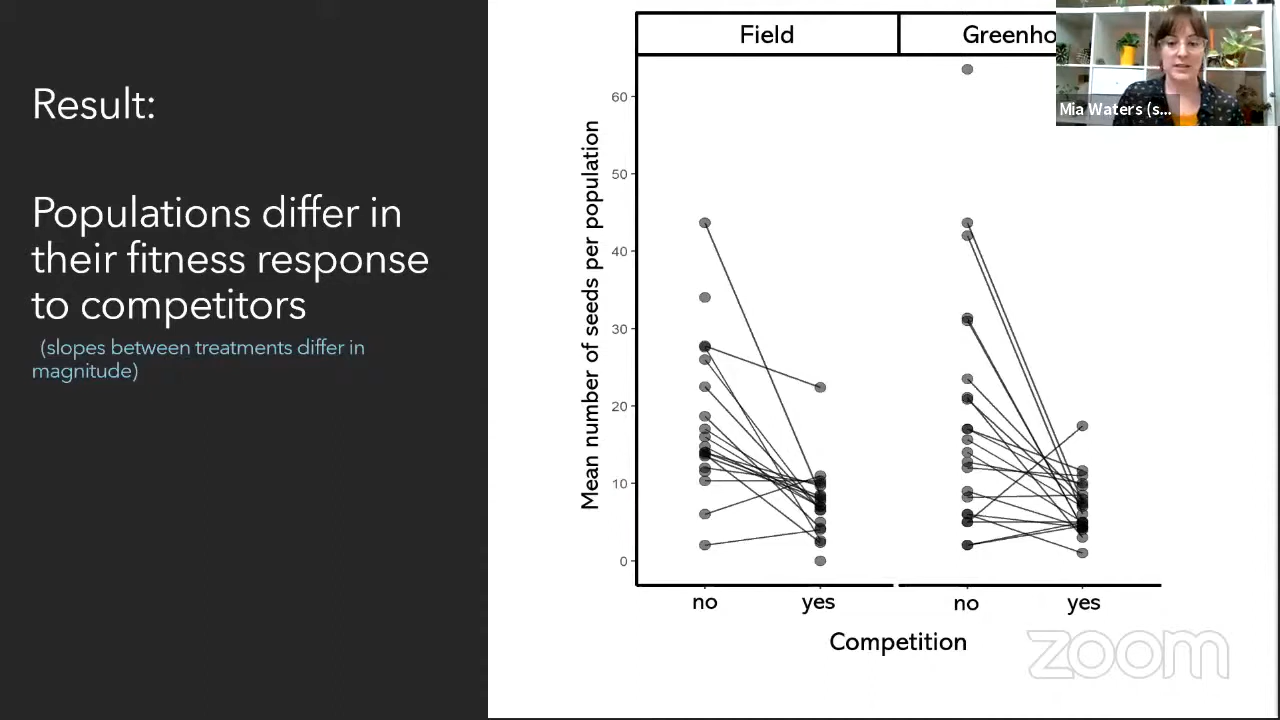 Result:
Populations differ in
their fitness response
to competitors
(slopes between treatments differ in
magnitude)
Field
Greenho
Mean number of seeds per population
60
50
40
30
20
10
0
no
yes
no
yes
Competition
Mia Waters (s...
zoom